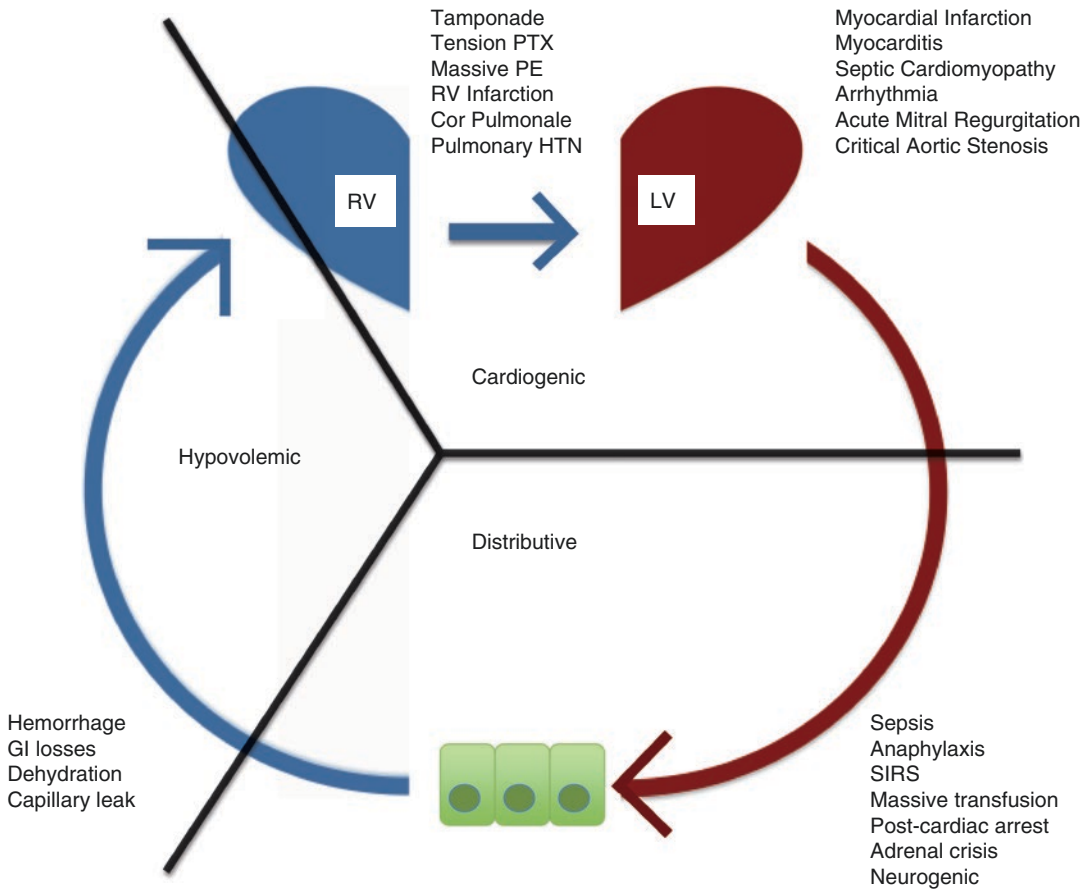 Tamponade
Tension PTX
Massive PE
RV Infarction
Cor Pulmonale
Pulmonary HTN
Myocardial Infarction
Myocarditis
Septic Cardiomyopathy
Arrhythmia
Acute Mitral Regurgitation
Critical Aortic Stenosis
RV
LV
Cardiogenic
Hypovolemic
Distributive
Hemorrhage
GI losses
Dehydration
Capillary leak
Sepsis
Anaphylaxis
SIRS
Massive transfusion
Post-cardiac arrest
Adrenal crisis
Neurogenic